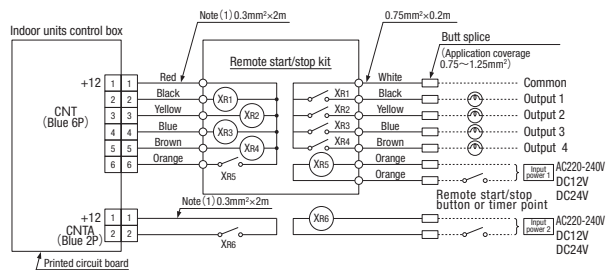 Note(1)0.3mm²×2m
0.75mm²×0.2m
Butt splice
(Application coverage
0.75～1.25mm²)
Indoor units control box
Remote start/stop kit
+12 1 1 Red White Common
CNT
(Blue 6P)
2 2 Black XR1 XR1 Black Output 1
3 3 Yellow XR2 XR2 Yellow Output 2
4 4 Blue XR3 XR3 Blue Output 3
5 5 Brown XR4 XR4 Brown Output 4
6 6 Orange XR5 XR5 Orange
Orange
Input
power 1
AC220-240V
DC12V
DC24V
Remote start/stop
button or timer point
Note(1)0.3mm²×2m
+12 1 1
CNTA
(Blue 2P)
2 2
XR6
XR6
Input
power 2
AC220-240V
DC12V
DC24V
Printed circuit board